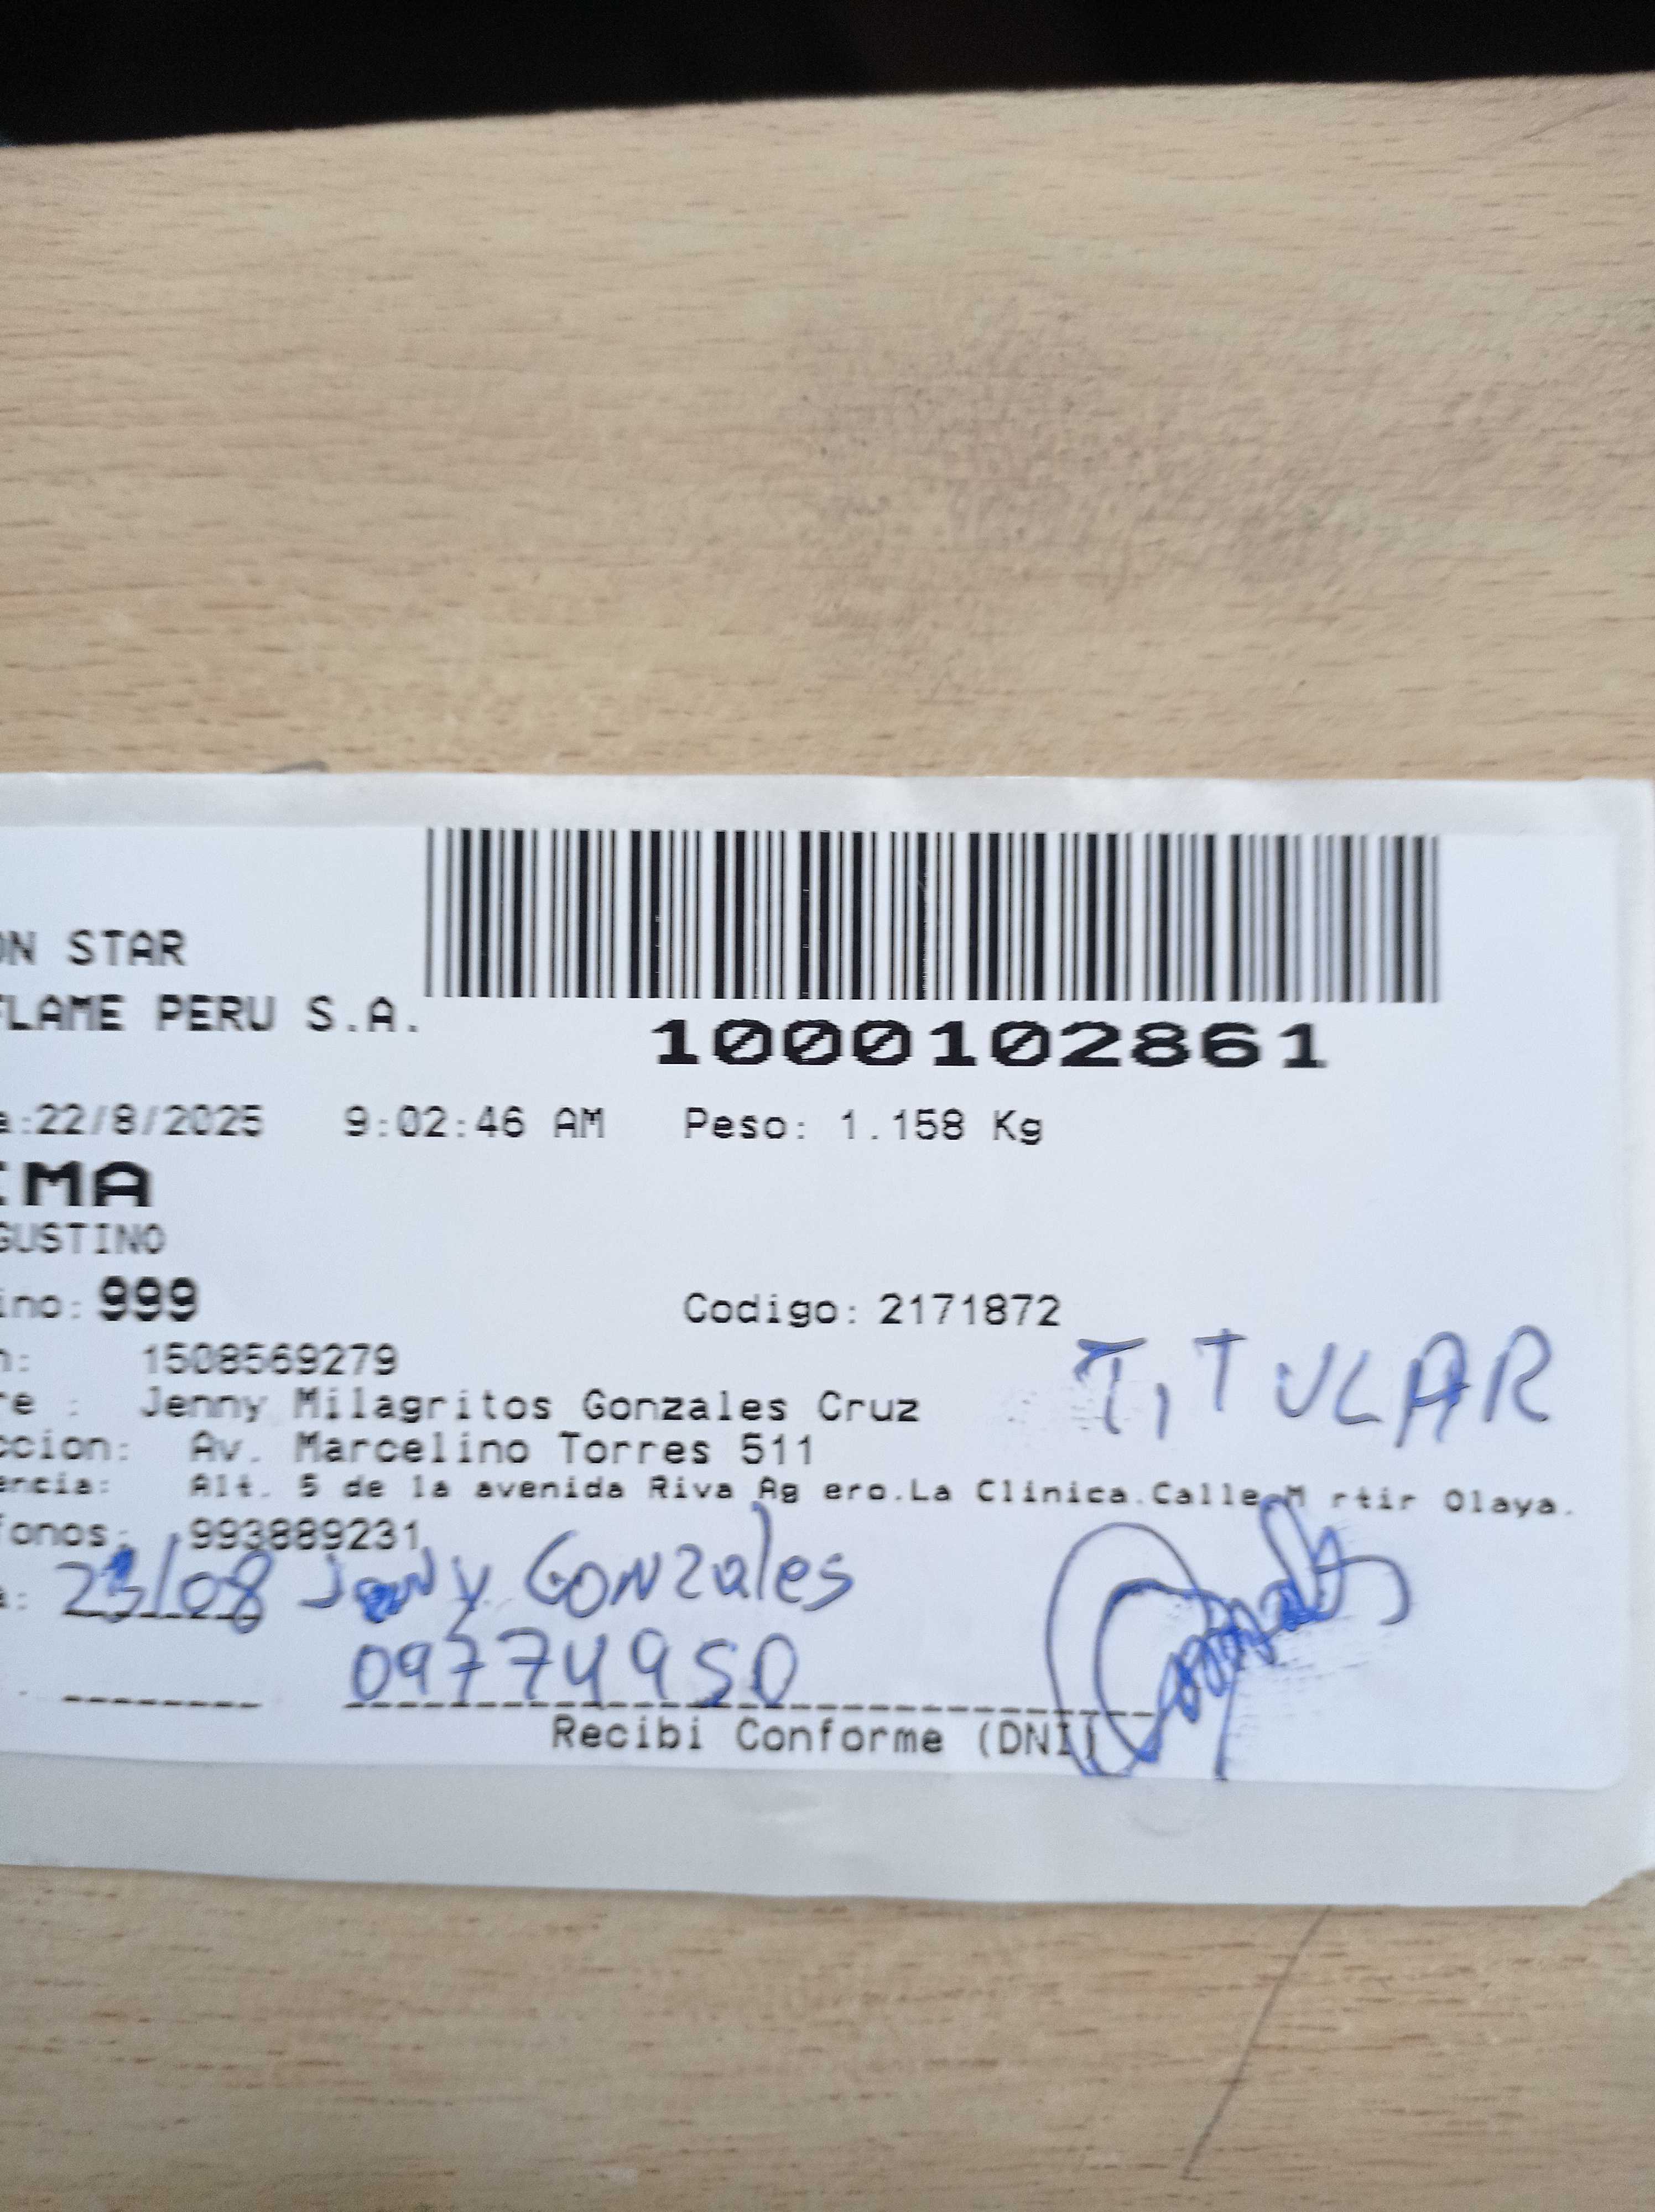 ON STAR
FLAME PERU S.A.
1000102861
a:22/8/2025 9:02:46 AM Peso: 1.158 Kg
IMA
GUSTINO
ino: 999 Codigo: 2171872
n: 1508569279
TITULAR
re : Jenny Milagritos Gonzales Cruz
ccion: Av. Marcelino Torres 511
encia: Alt. 5 de la avenida Riva Ag ero.La Clinica.Calle M rtir Olaya.
fonos: 993889231
a: 23/08 Jenny Gonzales
09774950
Recibi Conforme (DNI)